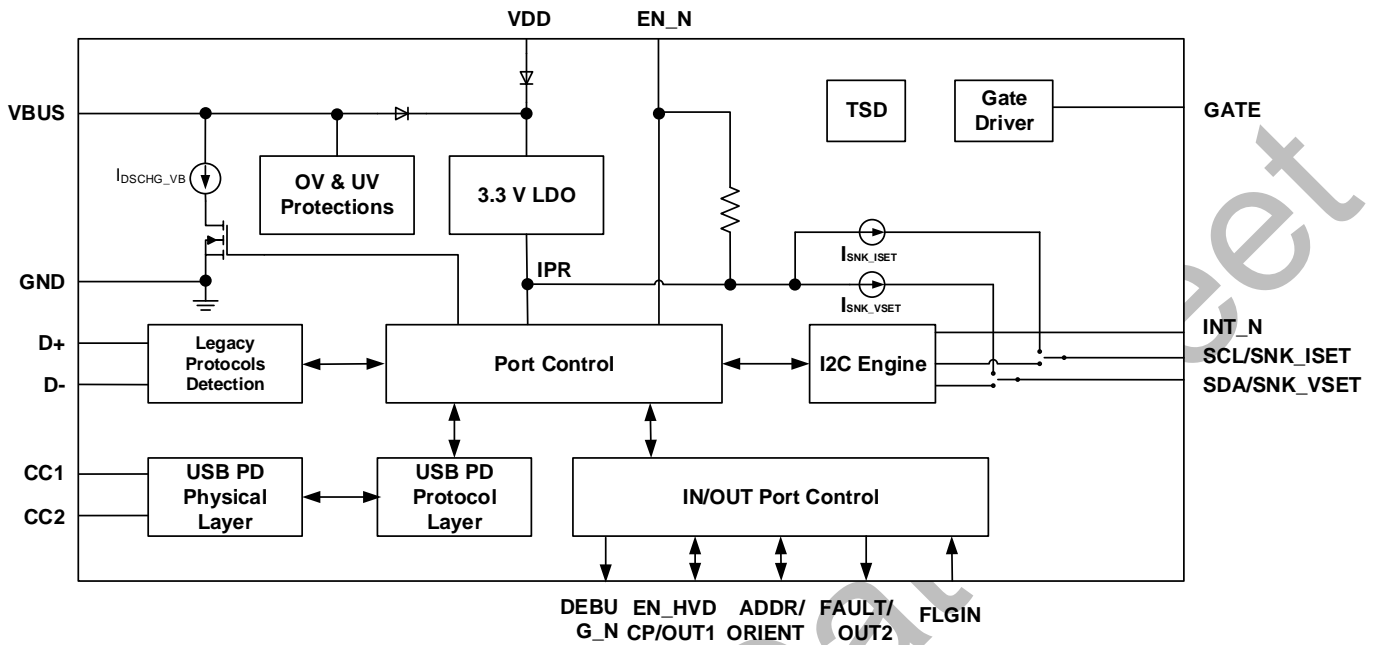 VDD EN_N
VBUS
TSD
Gate
Driver
GATE
IDSCHG_VB
OV & UV
Protections
3.3 V LDO
ISNK_ISET
GND
IPR
ISNK_VSET
D+
D-
Legacy
Protocols
Detection
Port Control
I2C Engine
INT_N
SCL/SNK_ISET
SDA/SNK_VSET
CC1
CC2
USB PD
Physical
Layer
USB PD
Protocol
Layer
IN/OUT Port Control
DEBU
G_N
EN_HVD
CP/OUT1
ADDR/
ORIENT
FAULT/
OUT2
FLGIN